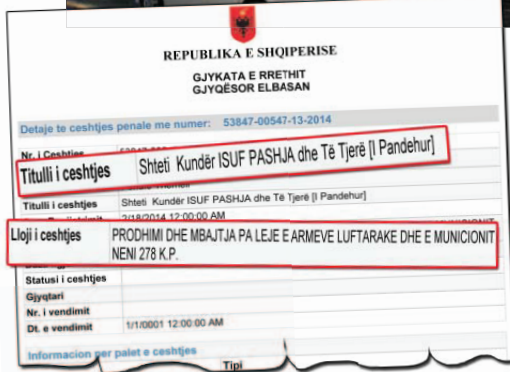 REPUBLIKA E SHQIPERISE
GJYKATA E RRETHIT
GJYQËSOR ELBASAN
Detaje te ceshtjes penale me numer: 53847-00547-13-2014
Nr. i Ceshtjes
Titulli i ceshtjes Shteti Kundër ISUF PASHJA dhe Të Tjerë [I Pandehur]
Titulli i ceshtjes Shteti Kundër ISUF PASHJA dhe Të Tjerë [I Pandehur]
2/18/2014 12:00:00 AM
Lloji i ceshtjes PRODHIMI DHE MBAJTJA PA LEJE E ARMEVE LUFTARAKE DHE E MUNICIONIT
NENI 278 K.P.
Statusi i ceshtjes
Gjyqtari
Nr. i vendimit
Dt. e vendimit 1/1/0001 12:00:00 AM
Informacion per palet e ceshtjes
Tipi